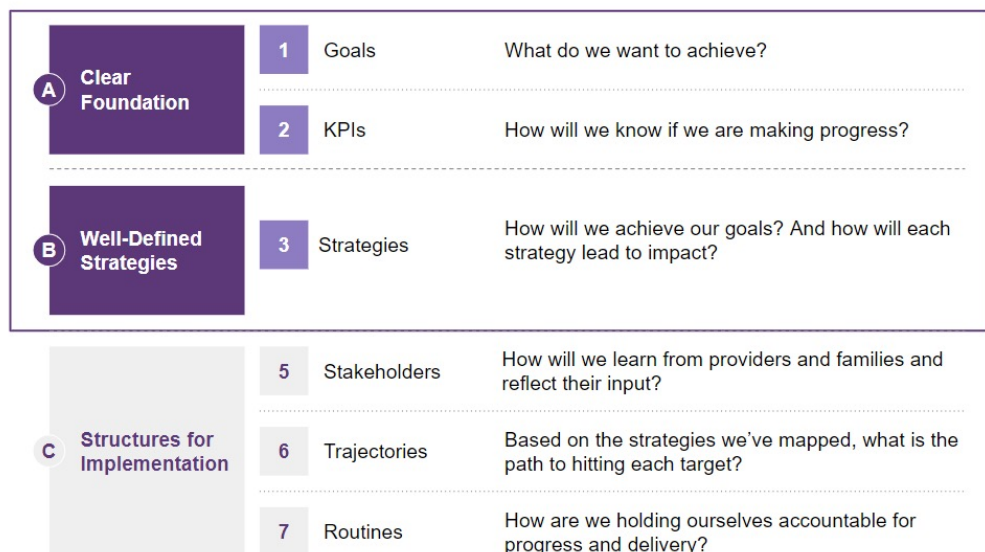 A
Clear
Foundation
1 Goals What do we want to achieve?
2 KPIs How will we know if we are making progress?
B
Well-Defined
Strategies
3 Strategies How will we achieve our goals? And how will each
strategy lead to impact?
C
Structures for
Implementation
5 Stakeholders How will we learn from providers and families and
reflect their input?
6 Trajectories Based on the strategies we’ve mapped, what is the
path to hitting each target?
7 Routines How are we holding ourselves accountable for
progress and delivery?